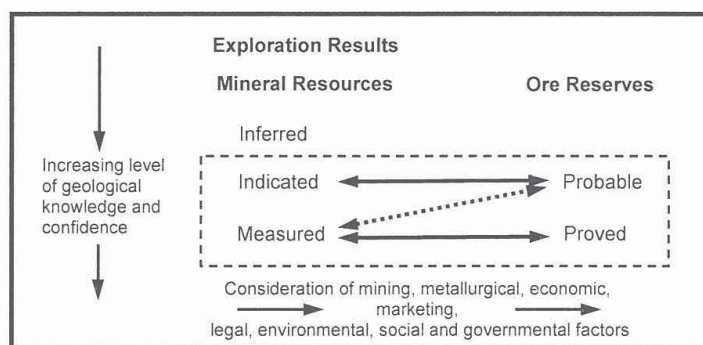 Exploration Results
Mineral Resources
Ore Reserves
Inferred
Increasing level
of geological
knowledge and
confidence
Indicated
Probable
Measured
Proved
Consideration of mining, metallurgical, economic,
marketing,
legal, environmental, social and governmental factors